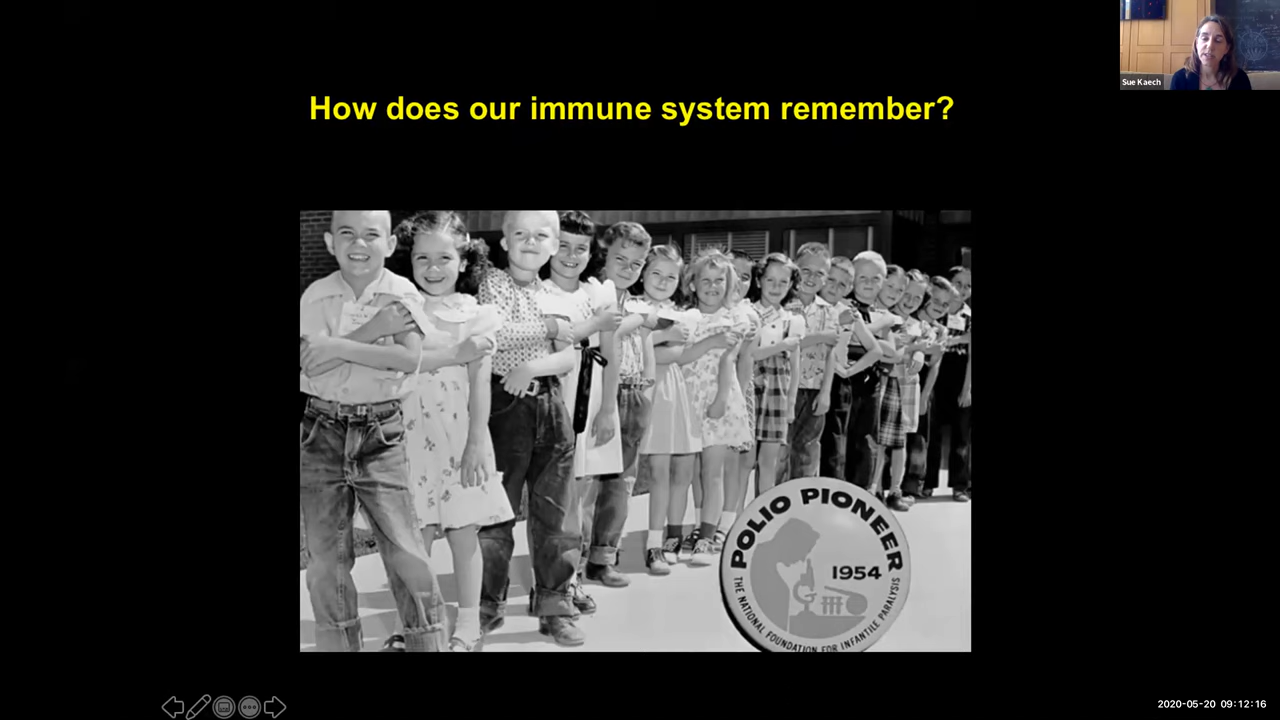 Sue Kaech
How does our immune system remember?
POLIO PIONEER
1954
THE NATIONAL FOUNDATION FOR INFANTILE PARALYSIS
2020-05-20 09:12:16